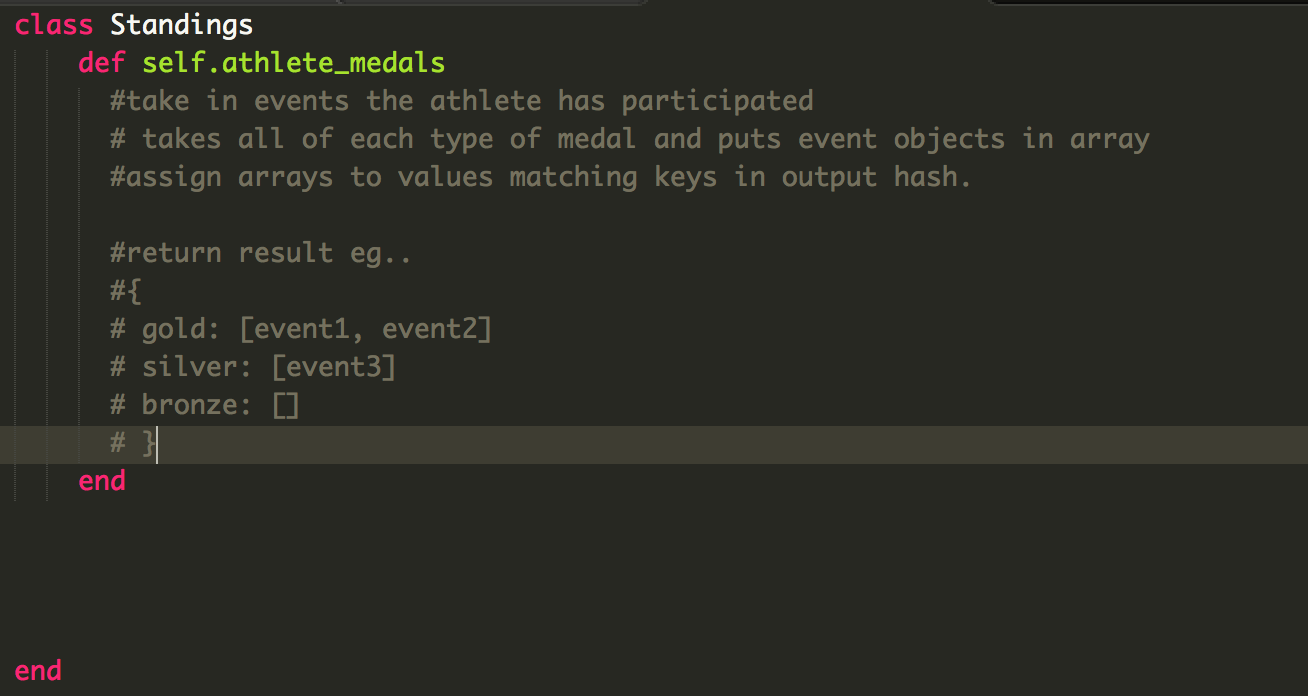 class Standings
def self.athlete_medals
#take in events the athlete has participated
# takes all of each type of medal and puts event objects in array
#assign arrays to values matching keys in output hash.
#return result eg..
#{
# gold: [event1, event2]
# silver: [event3]
# bronze: []
# }
end
end